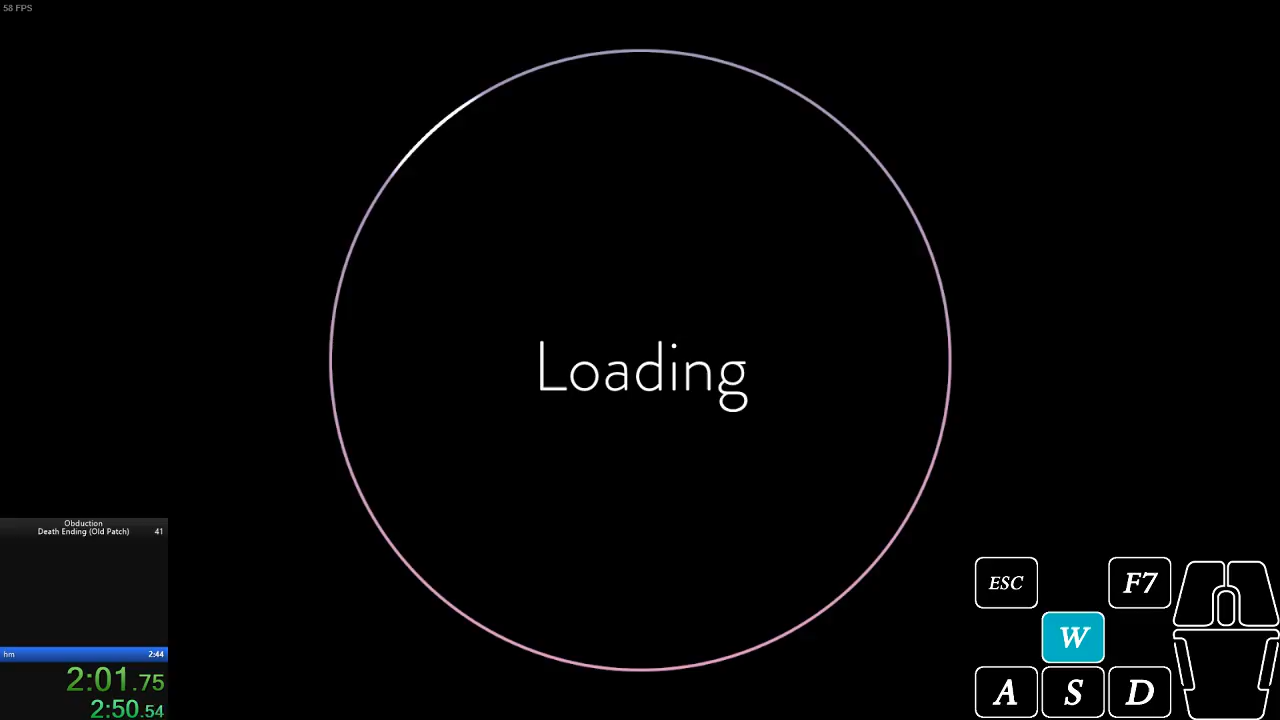 58 FPS
Loading
Obduction
Death Ending (Old Patch) 41
hm 2:44
2:01.75
2:50.54
ESC F7
W
A S D